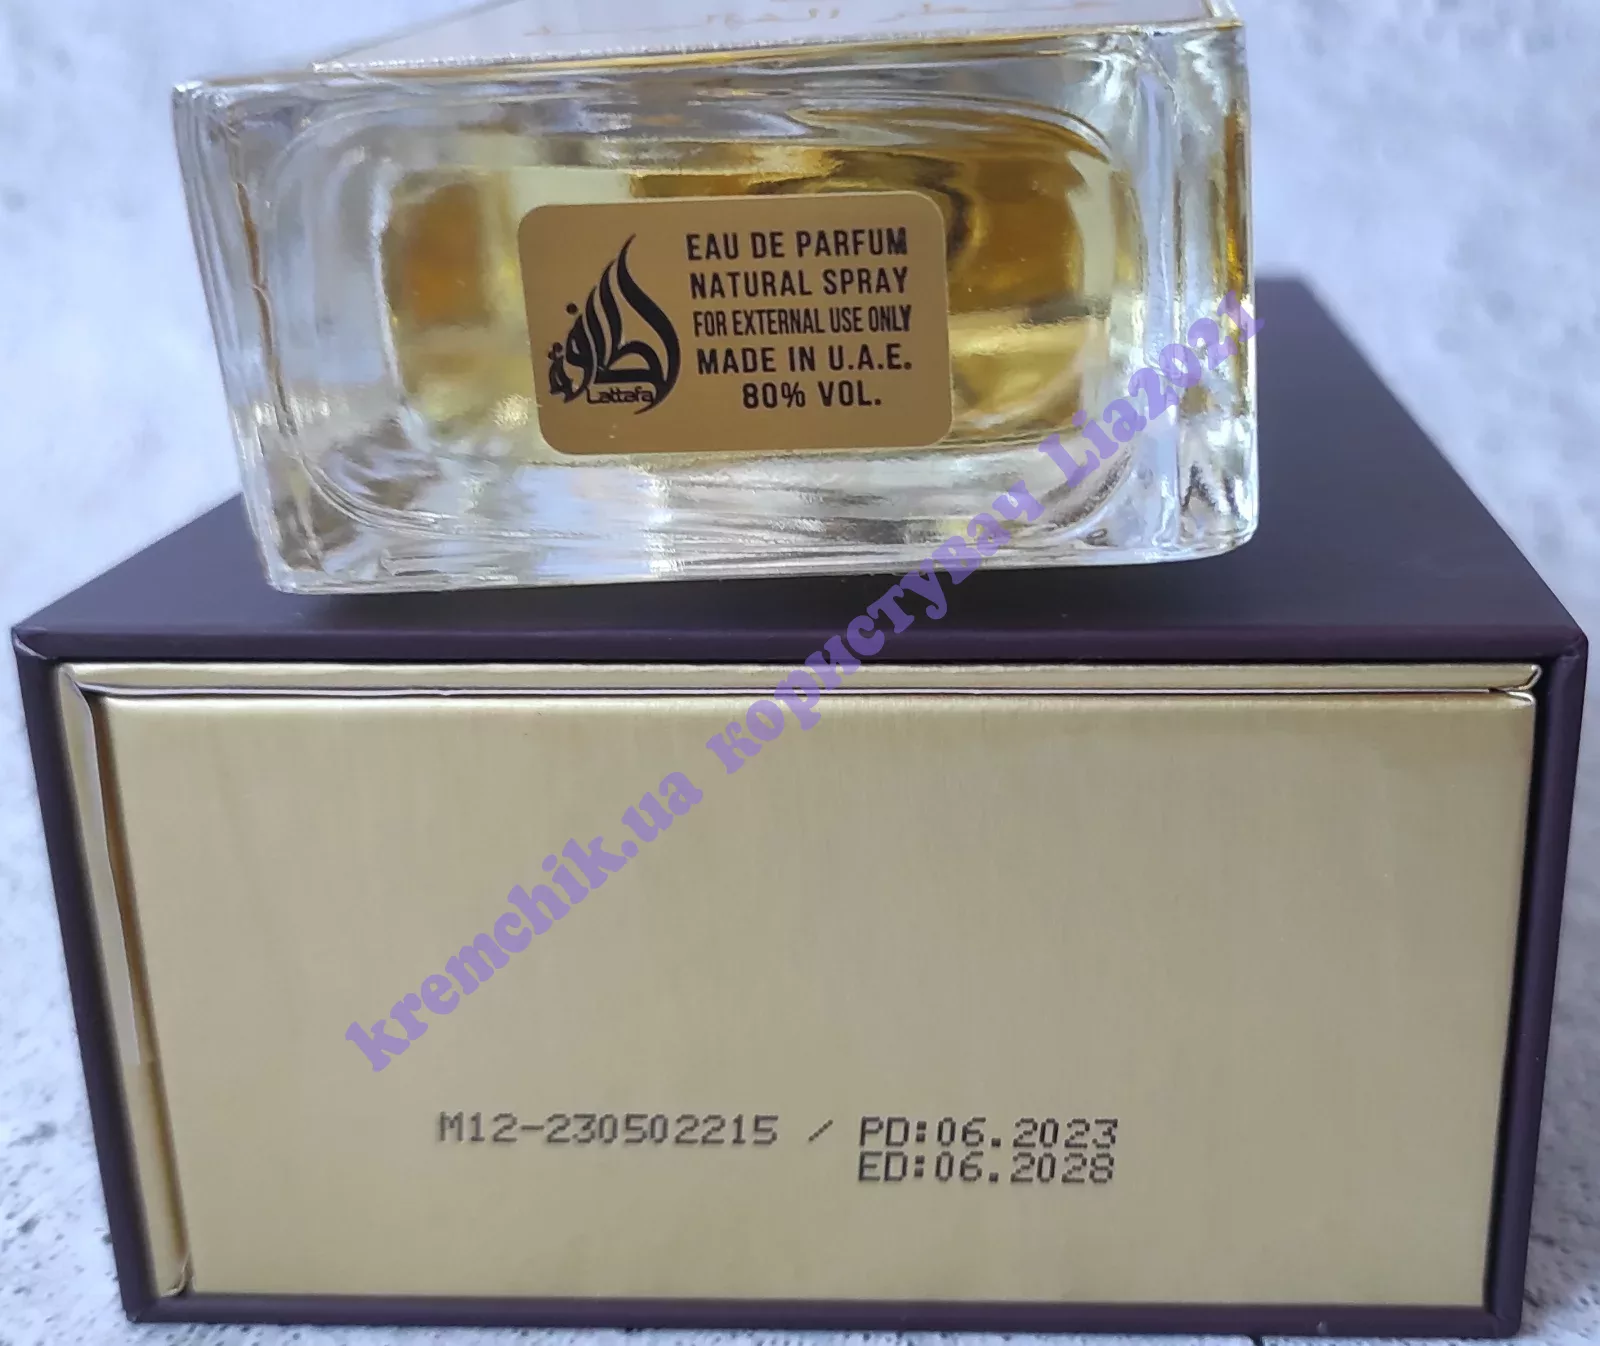 EAU DE PARFUM
NATURAL SPRAY
FOR EXTERNAL USE ONLY
MADE IN U.A.E.
80% VOL.
لطافة
Lattafa
kremchik.ua користувач Lia2021
M12-230502215 / PD:06.2023
ED:06.2028